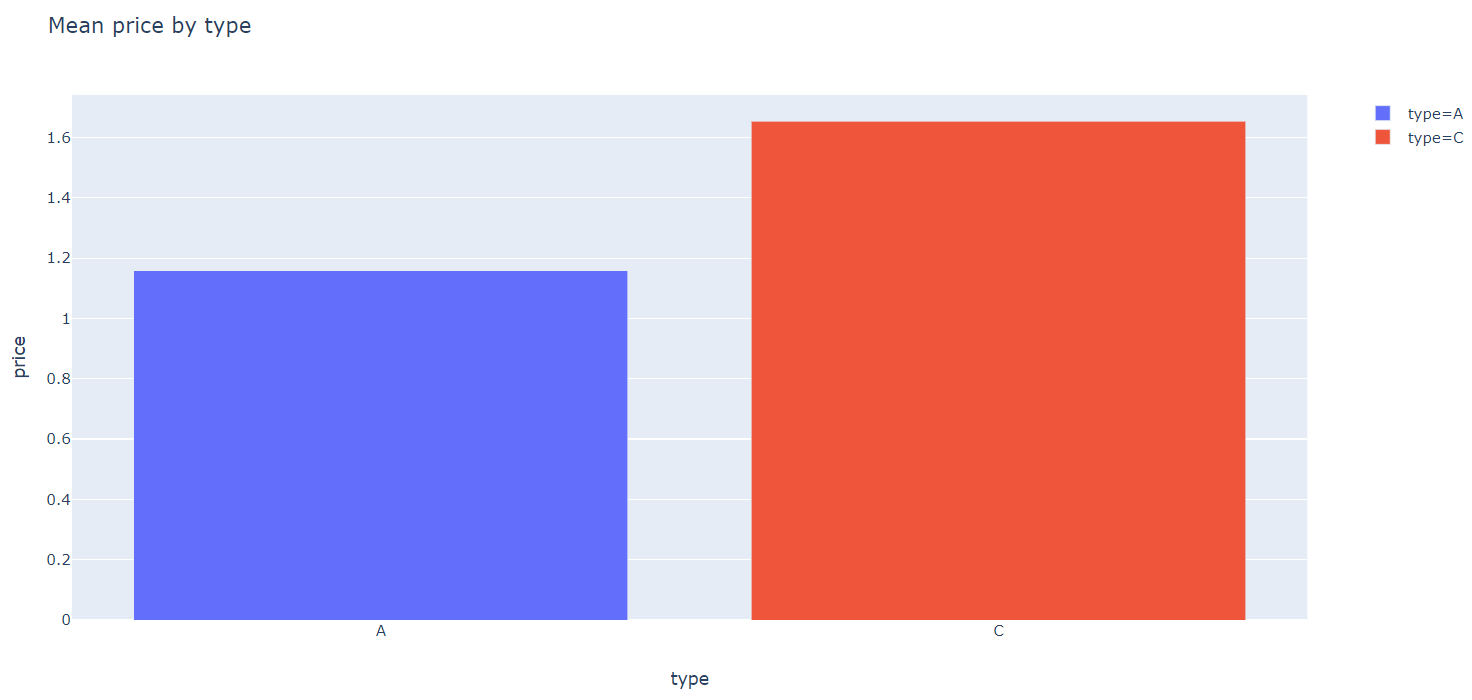 Mean price by type
type=A
type=C
1.6
1.4
1.2
1
0.8
0.6
0.4
0.2
0
price
A
C
type